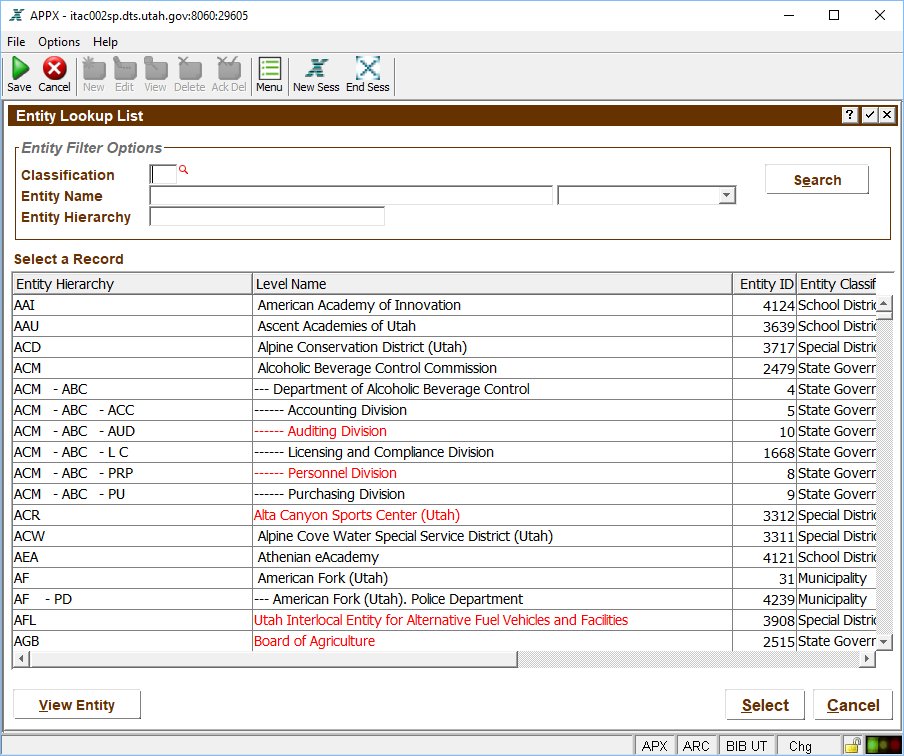 APPX - itac002sp.dts.utah.gov:8060:29605
File Options Help
Save Cancel New Edit View Delete Ack Del Menu New Sess End Sess
Entity Lookup List ?
Entity Filter Options
Classification
Search
Entity Name
Entity Hierarchy
Select a Record
Entity Hierarchy Level Name Entity ID Entity Classif
AAI American Academy of Innovation 4124 School Distric
AAU Ascent Academies of Utah 3639 School Distric
ACD Alpine Conservation District (Utah) 3717 Special Distric
ACM Alcoholic Beverage Control Commission 2479 State Govern
ACM - ABC --- Department of Alcoholic Beverage Control 4 State Govern
ACM - ABC - ACC ------ Accounting Division 5 State Govern
ACM - ABC - AUD ------ Auditing Division 10 State Govern
ACM - ABC - L C ------ Licensing and Compliance Division 1668 State Govern
ACM - ABC - PRP ------ Personnel Division 8 State Govern
ACM - ABC - PU ------ Purchasing Division 9 State Govern
ACR Alta Canyon Sports Center (Utah) 3312 Special Distric
ACW Alpine Cove Water Special Service District (Utah) 3311 Special Distric
AEA Athenian eAcademy 4121 School Distric
AF American Fork (Utah) 31 Municipality
AF - PD --- American Fork (Utah). Police Department 4239 Municipality
AFL Utah Interlocal Entity for Alternative Fuel Vehicles and Facilities 3908 Special Distric
AGB Board of Agriculture 2515 State Govern
View Entity Select Cancel
APX ARC BIB UT Chg